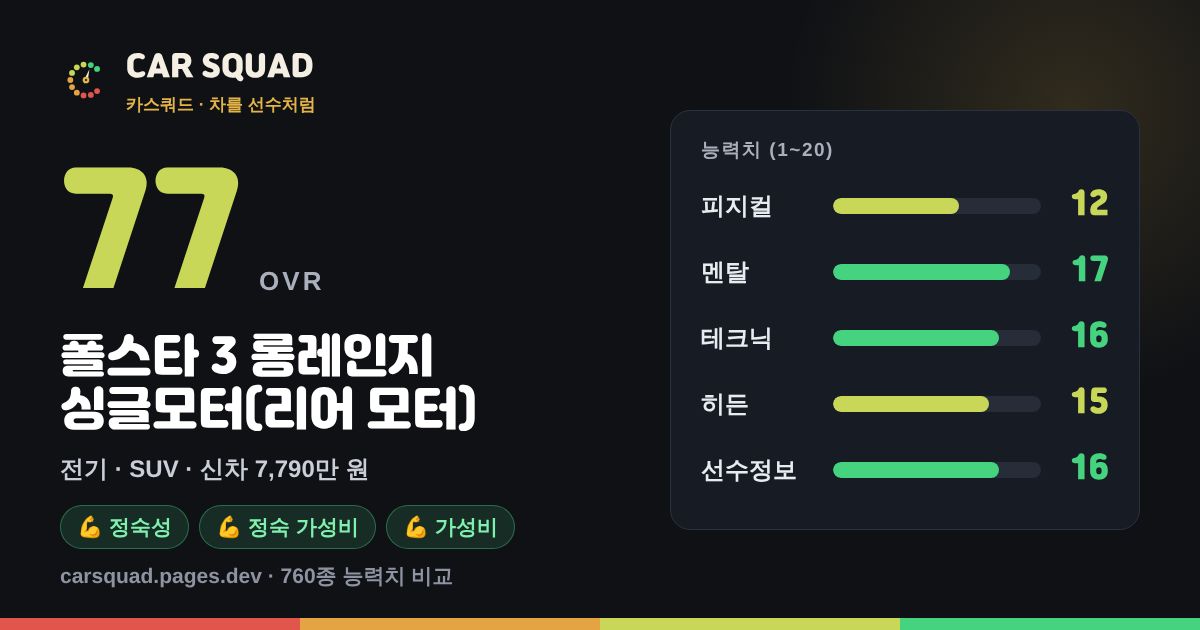 CAR SQUAD
카스쿼드 · 차를 선수처럼
77 OVR
폴스타 3 롱레인지
싱글모터(리어 모터)
전기 · SUV · 신차 7,790만 원
💪 정숙성 💪 정숙 가성비 💪 가성비
carsquad.pages.dev · 760종 능력치 비교
능력치 (1~20)
피지컬 12
멘탈 17
테크닉 16
히든 15
선수정보 16